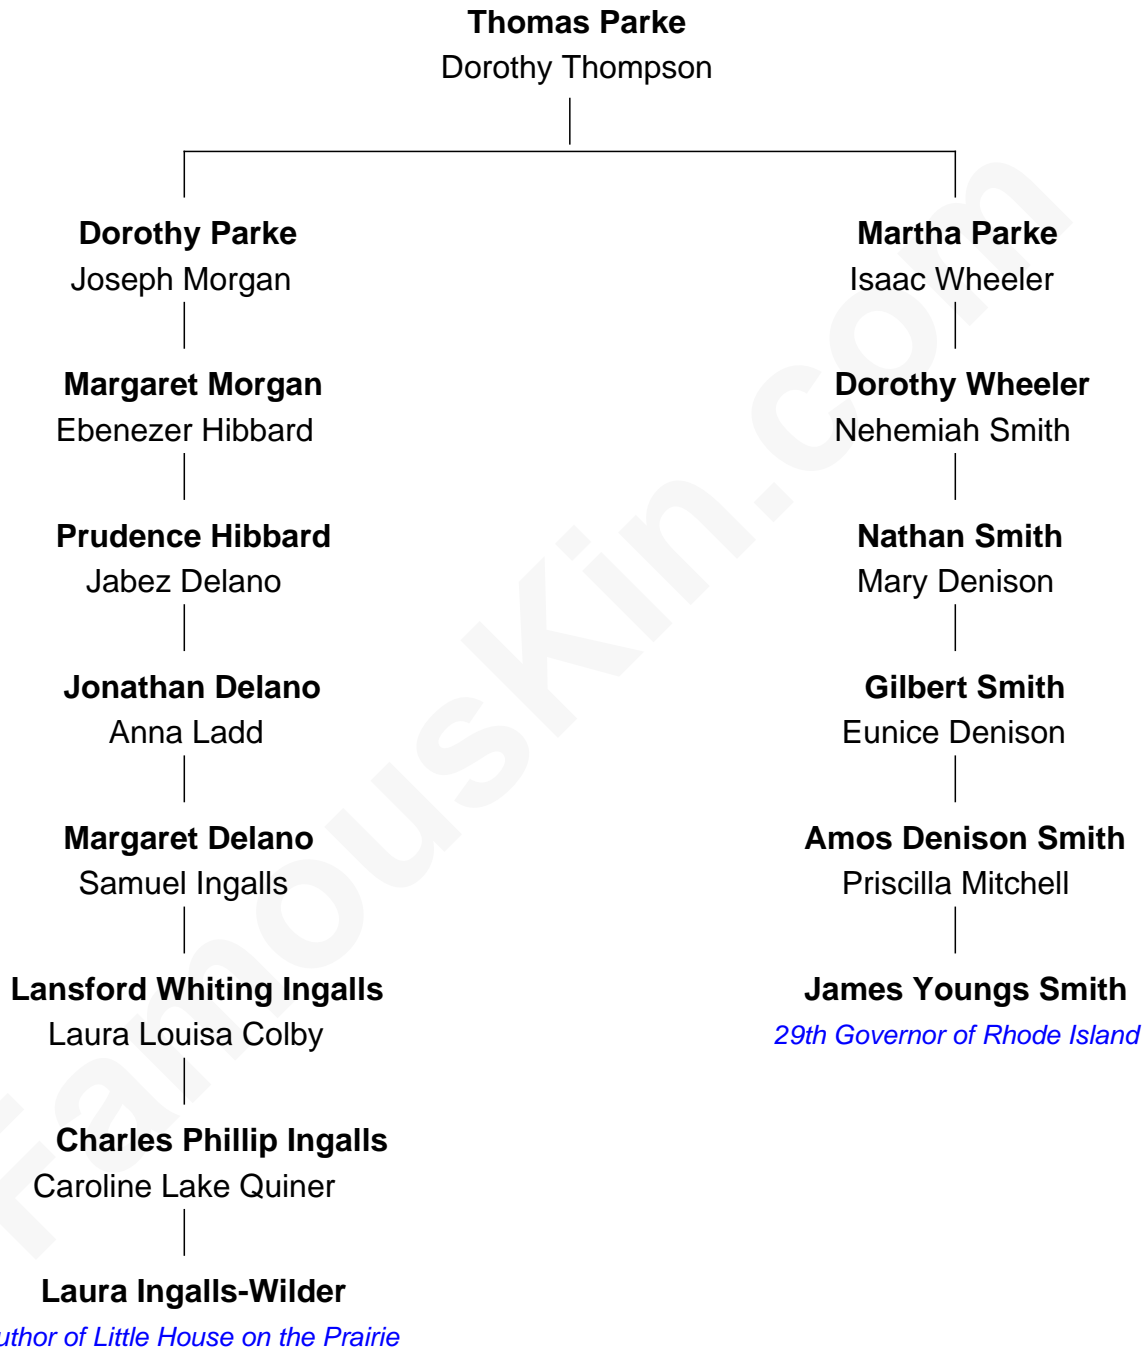 Thomas Parke
Dorothy Thompson
Dorothy Parke
Joseph Morgan
Martha Parke
Isaac Wheeler
Margaret Morgan
Ebenezer Hibbard
Dorothy Wheeler
Nehemiah Smith
Prudence Hibbard
Jabez Delano
Nathan Smith
Mary Denison
Jonathan Delano
Anna Ladd
Gilbert Smith
Eunice Denison
Margaret Delano
Samuel Ingalls
Amos Denison Smith
Priscilla Mitchell
Lansford Whiting Ingalls
Laura Louisa Colby
James Youngs Smith
29th Governor of Rhode Island
Charles Phillip Ingalls
Caroline Lake Quiner
Laura Ingalls-Wilder
uthor of Little House on the Prairie
FamousKin.com